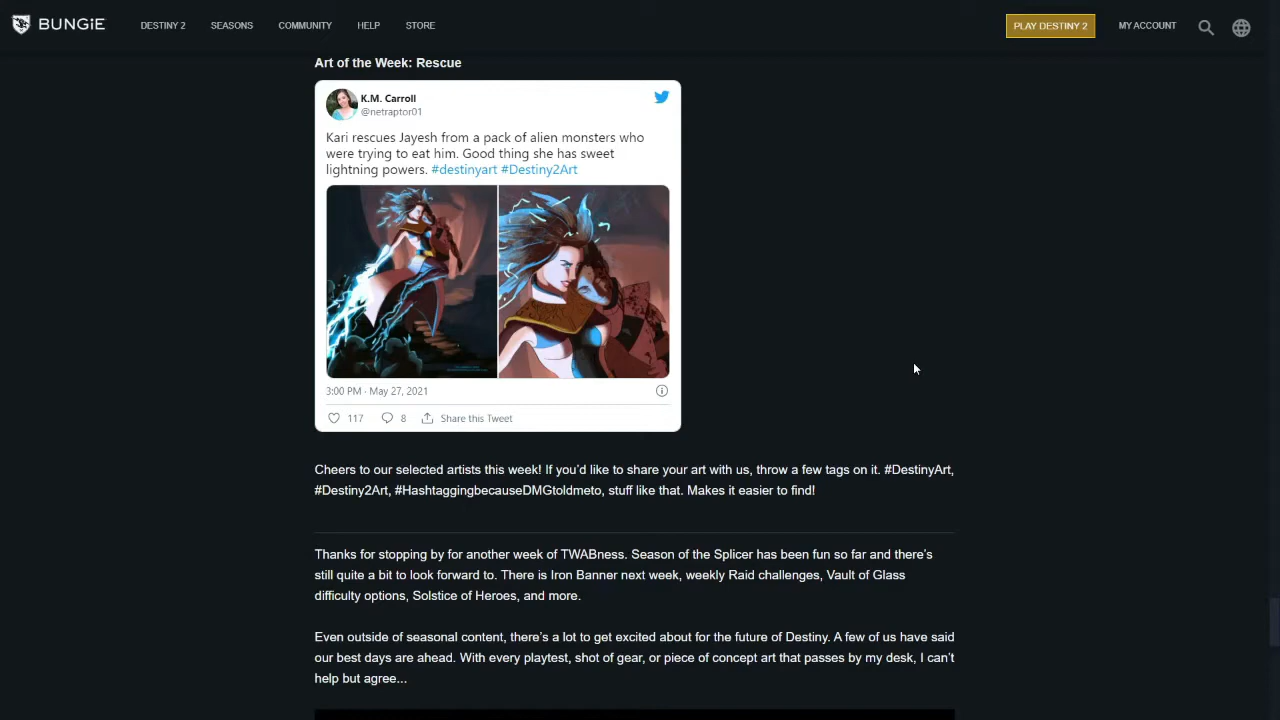 BUNGiE
DESTINY 2
SEASONS
COMMUNITY
HELP
STORE
PLAY DESTINY 2
MY ACCOUNT
Art of the Week: Rescue
K.M. Carroll
@netraptor01
Kari rescues Jayesh from a pack of alien monsters who
were trying to eat him. Good thing she has sweet
lightning powers. #destinyart #Destiny2Art
3:00 PM · May 27, 2021
117
8
Share this Tweet
Cheers to our selected artists this week! If you’d like to share your art with us, throw a few tags on it. #DestinyArt,
#Destiny2Art, #HashtaggingbecauseDMGtoldmeto, stuff like that. Makes it easier to find!
Thanks for stopping by for another week of TWABness. Season of the Splicer has been fun so far and there’s
still quite a bit to look forward to. There is Iron Banner next week, weekly Raid challenges, Vault of Glass
difficulty options, Solstice of Heroes, and more.
Even outside of seasonal content, there’s a lot to get excited about for the future of Destiny. A few of us have said
our best days are ahead. With every playtest, shot of gear, or piece of concept art that passes by my desk, I can’t
help but agree...